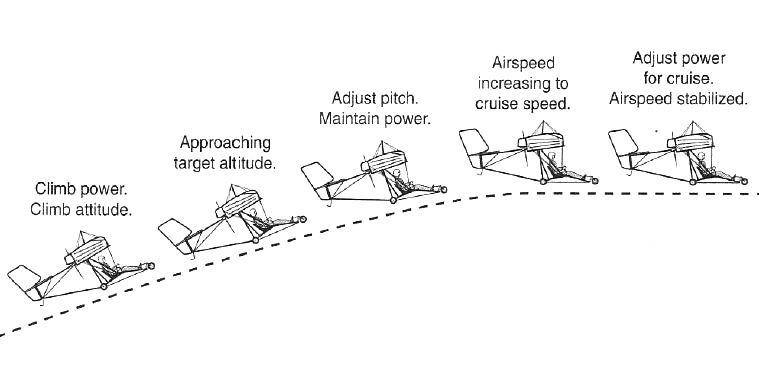 Climb power.
Climb attitude.
Approaching
target altitude.
Adjust pitch.
Maintain power.
Airspeed
increasing to
cruise speed.
Adjust power
for cruise.
Airspeed stabilized.